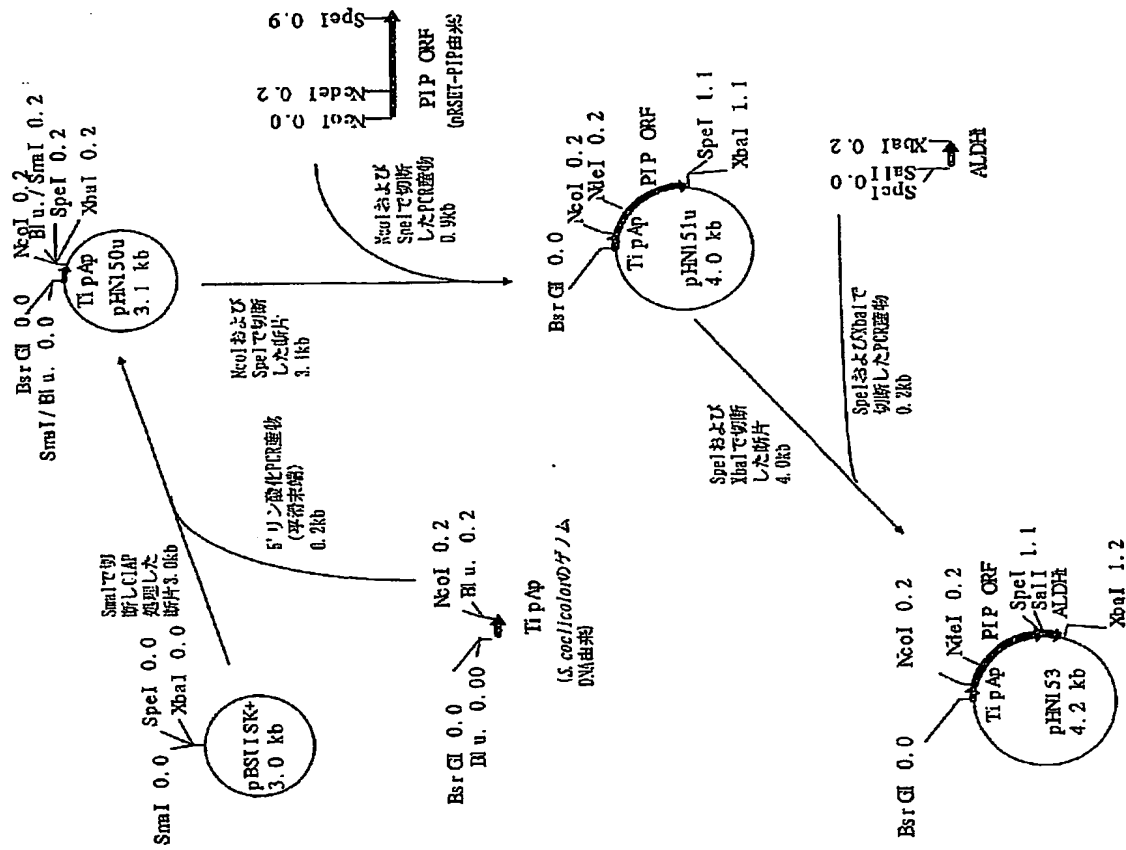 SmaI 0.0
SpeI 0.0
XbaI 0.0
pBSIISK+
3.0 kb
SmaIで切
断しCIAP
処理した
断片3.0kb
BsrGI 0.0
Blu. 0.00
NcoI 0.2
Blu. 0.2
TipAp
(S. coelicolorのゲノム
DNA由来)
5'リン酸化PCR産物
(平滑末端)
0.2kb
BsrGI 0.0
SmaI/Blu. 0.0
NcoI 0.2
Blu./SmaI 0.2
SpeI 0.2
XbaI 0.2
TipAp
pHN150u
3.1 kb
NcoIおよび
SpeIで切断
した断片
3.1kb
NcoI 0.0
NdeI 0.2
SpeI 0.9
PIP ORF
(pRSET-PIP由来)
NcoIおよび
SpeIで切断
したPCR産物
0.9kb
BsrGI 0.0
NcoI 0.2
NdeI 0.2
PIP ORF
SpeI 1.1
XbaI 1.1
TipAp
pHN151u
4.0 kb
SpeIおよび
XbaIで切断
した断片
4.0kb
SpeI
SalI 0.0
XbaI 0.2
ALDHt
SpeIおよびXbaIで
切断したPCR産物
0.2kb
BsrGI 0.0
NcoI 0.2
NdeI 0.2
PIP ORF
SpeI 1.1
SalI
ALDHt
XbaI 1.2
TipAp
pHN153
4.2 kb